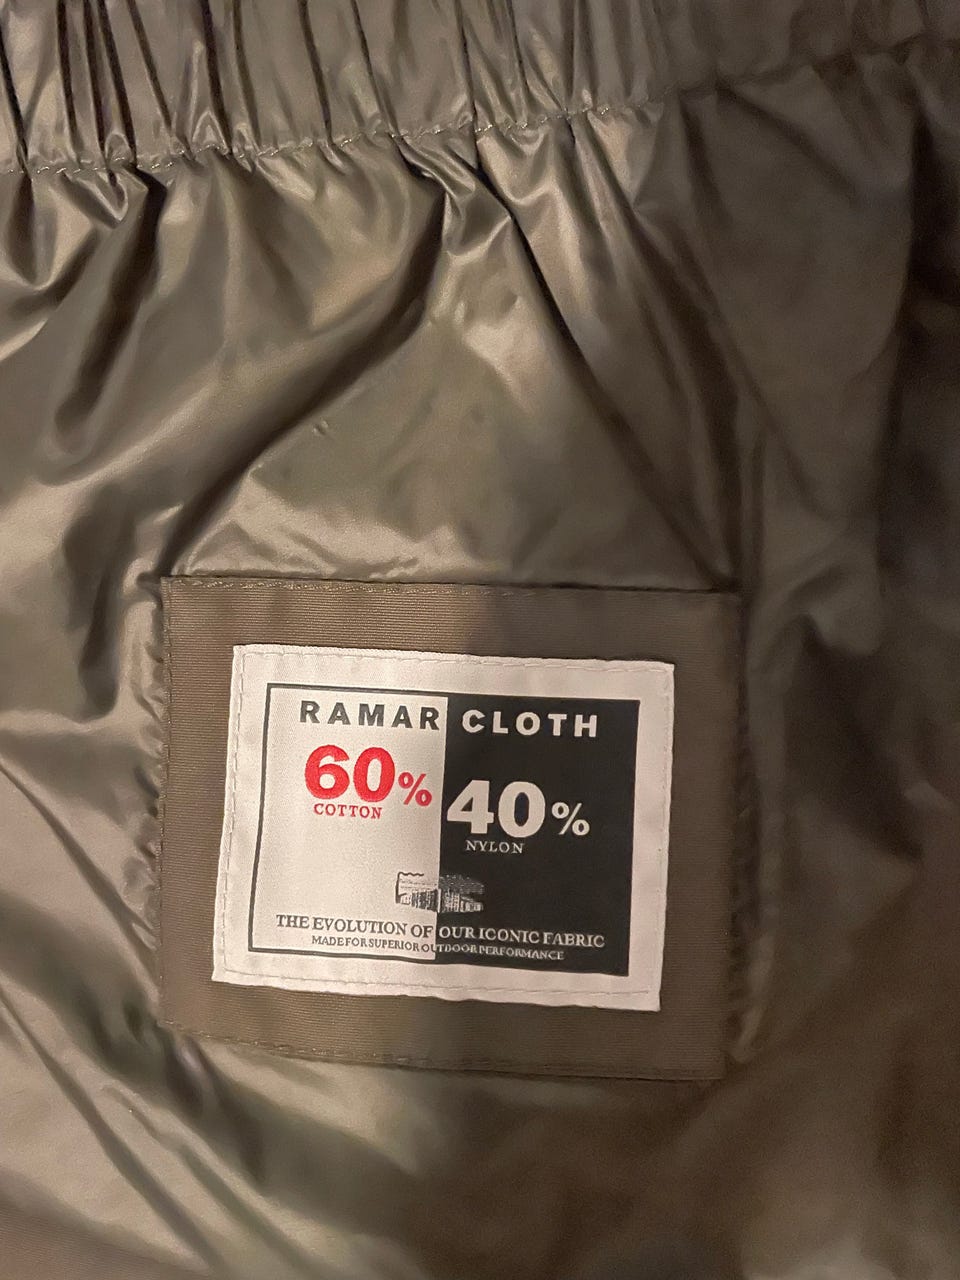 RAMAR CLOTH
60% 40%
COTTON NYLON
THE EVOLUTION OF OUR ICONIC FABRIC
MADE FOR SUPERIOR OUTDOOR PERFORMANCE